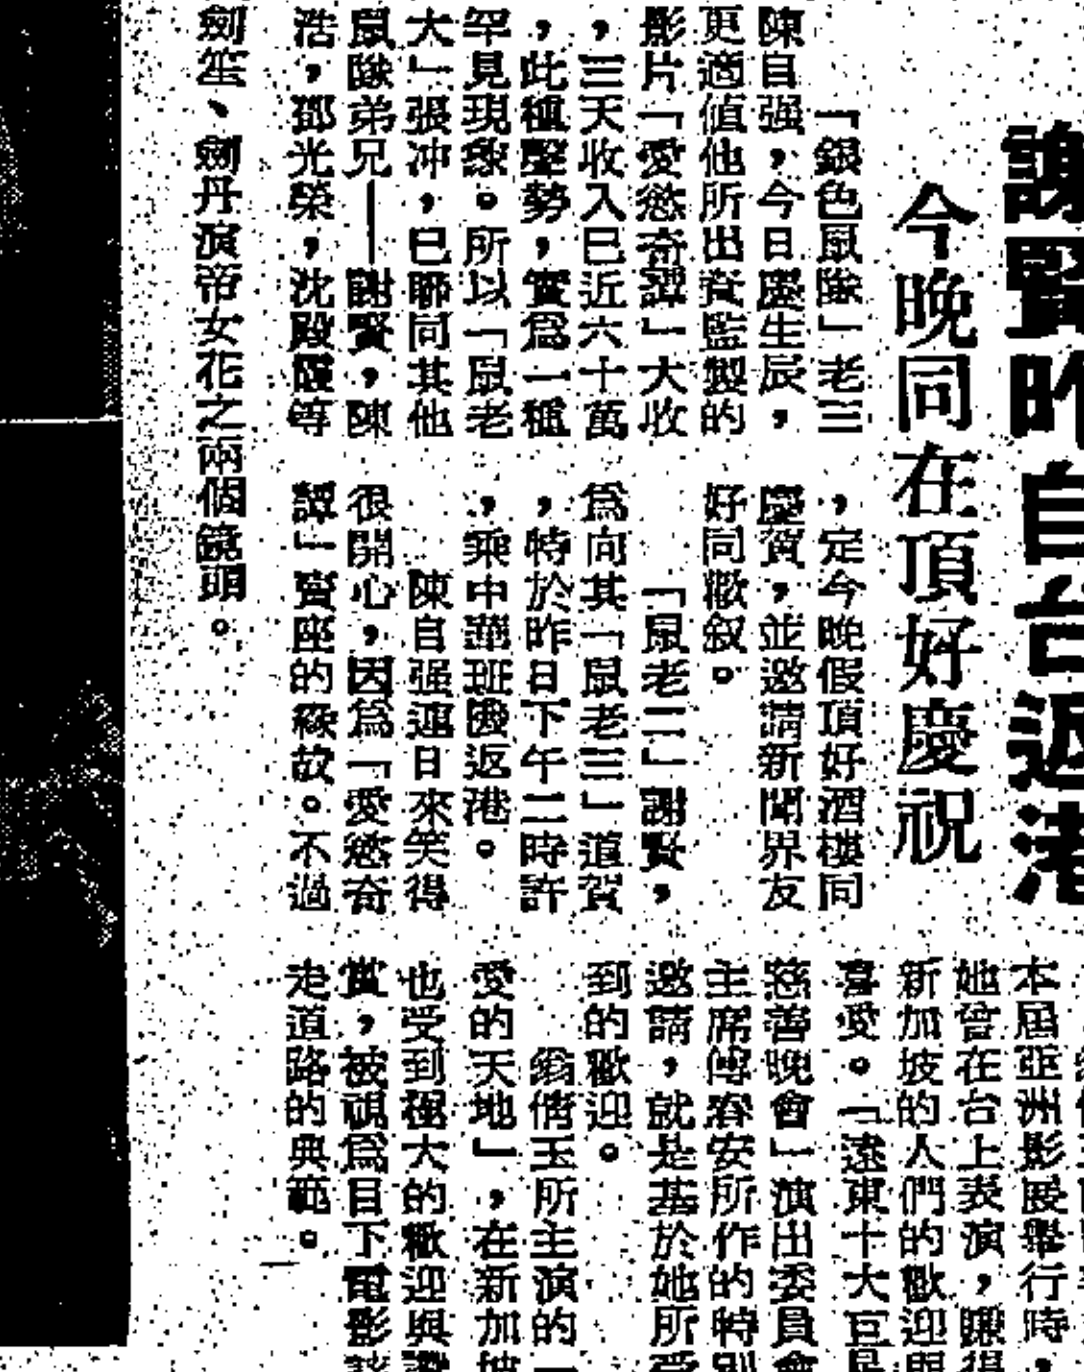 謝賢昨自台返港
今晚同在頂好慶祝
「銀色鼠隊」老三
陳自强，今日慶生辰，
更適值他所出資監製的
影片「愛慾奇譚」大收
，三天收入巳近六十萬
，此種聲勢，實爲一種
罕見現象。所以「鼠老
大」張冲，巳聯同其他
鼠隊弟兄——謝賢，陳
浩，鄧光榮，沈殿霞等
，定今晚假頂好酒樓同
慶賀，並邀請新聞界友
好同歡叙。
「鼠老二」謝賢，
爲向其「鼠老三」道賀
，特於昨日下午二時許
，乘中華班機返港。
陳自强連日來笑得
很開心，因爲「愛慾奇
譚」賣座的緣故。不過
本屆亞洲影展舉行時，
她曾在台上表演，賺得
新加坡的人們的歡迎與
喜愛。「遠東十大巨星
慈善晚會」演出委員會
主席傅春安所作的特別
邀請，就是基於她所受
到的歡迎。
翁倩玉所主演的「
愛的天地」，在新加坡
也受到極大的歡迎與讚
賞，被視爲目下電影該
走道路的典範。
劍笙、劍丹演帝女花之兩個鏡頭。